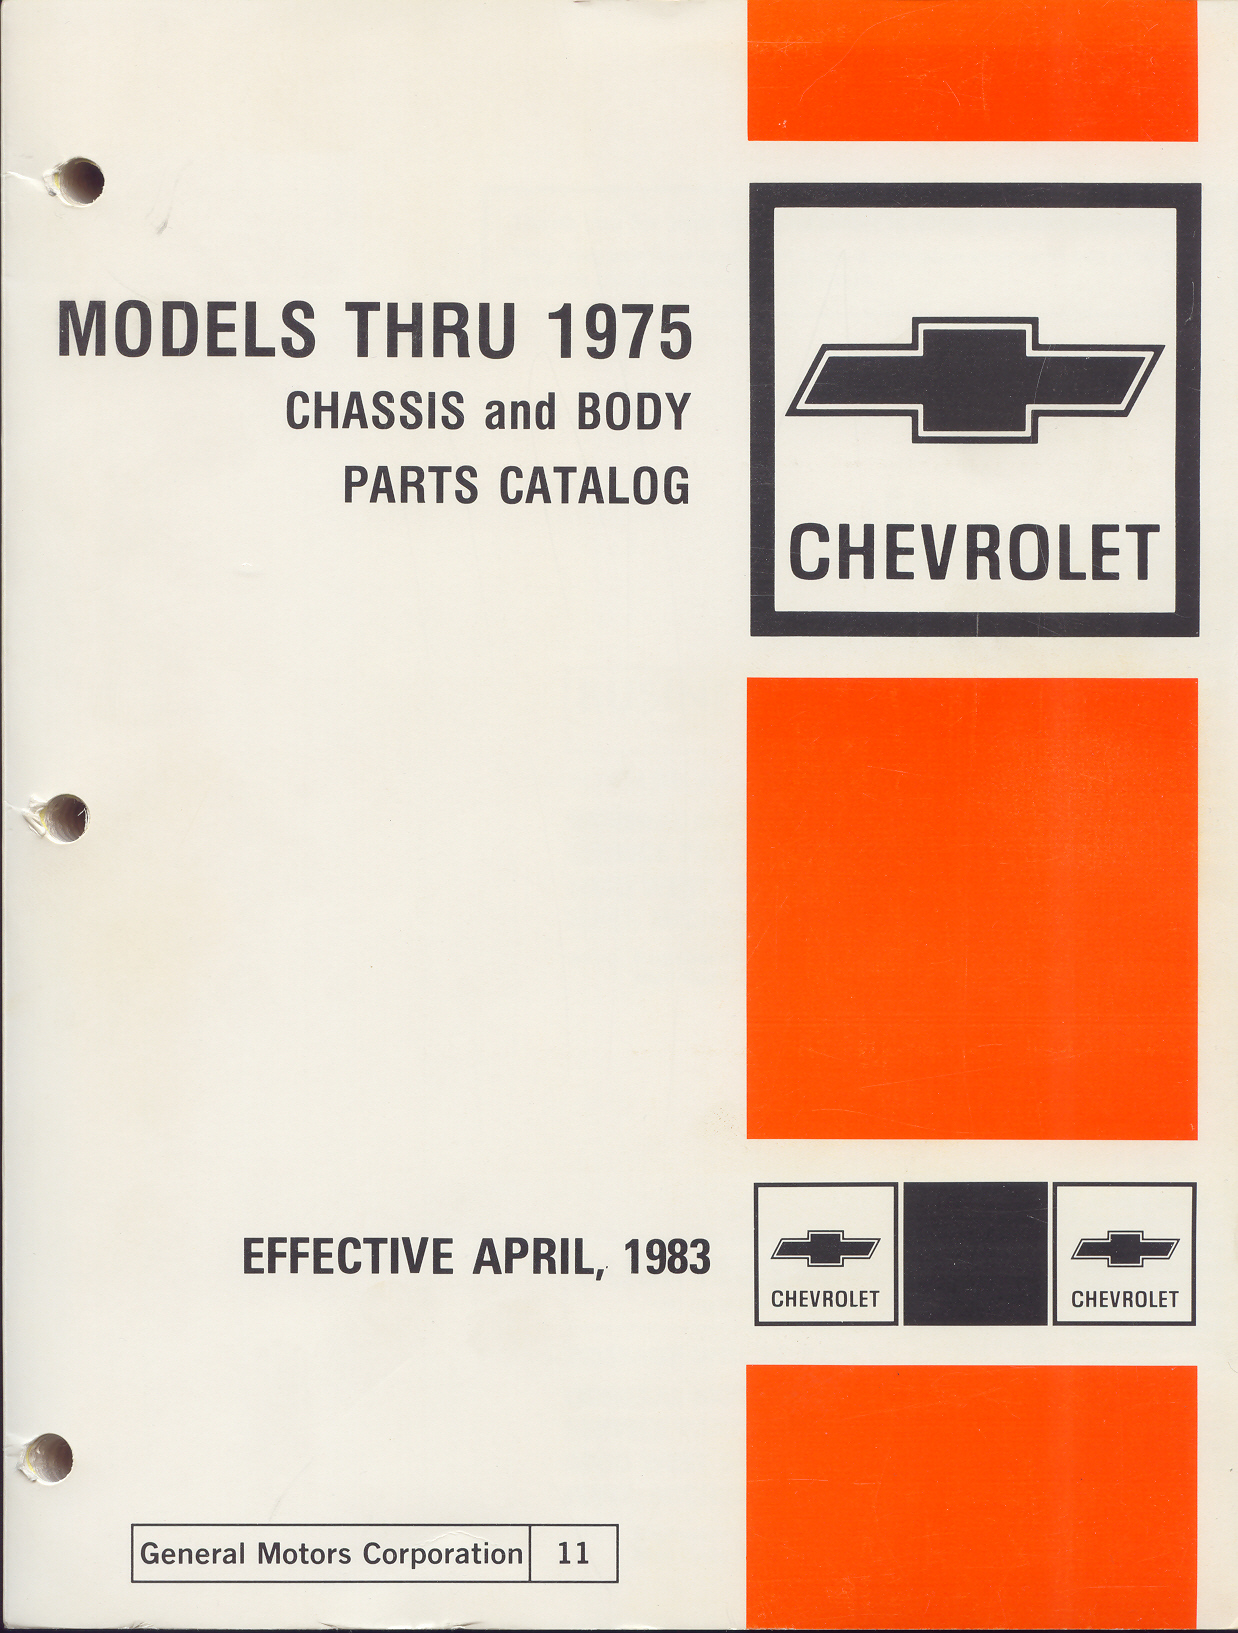 MODELS THRU 1975
CHASSIS and BODY
PARTS CATALOG
CHEVROLET
EFFECTIVE APRIL, 1983
CHEVROLET
CHEVROLET
General Motors Corporation 11